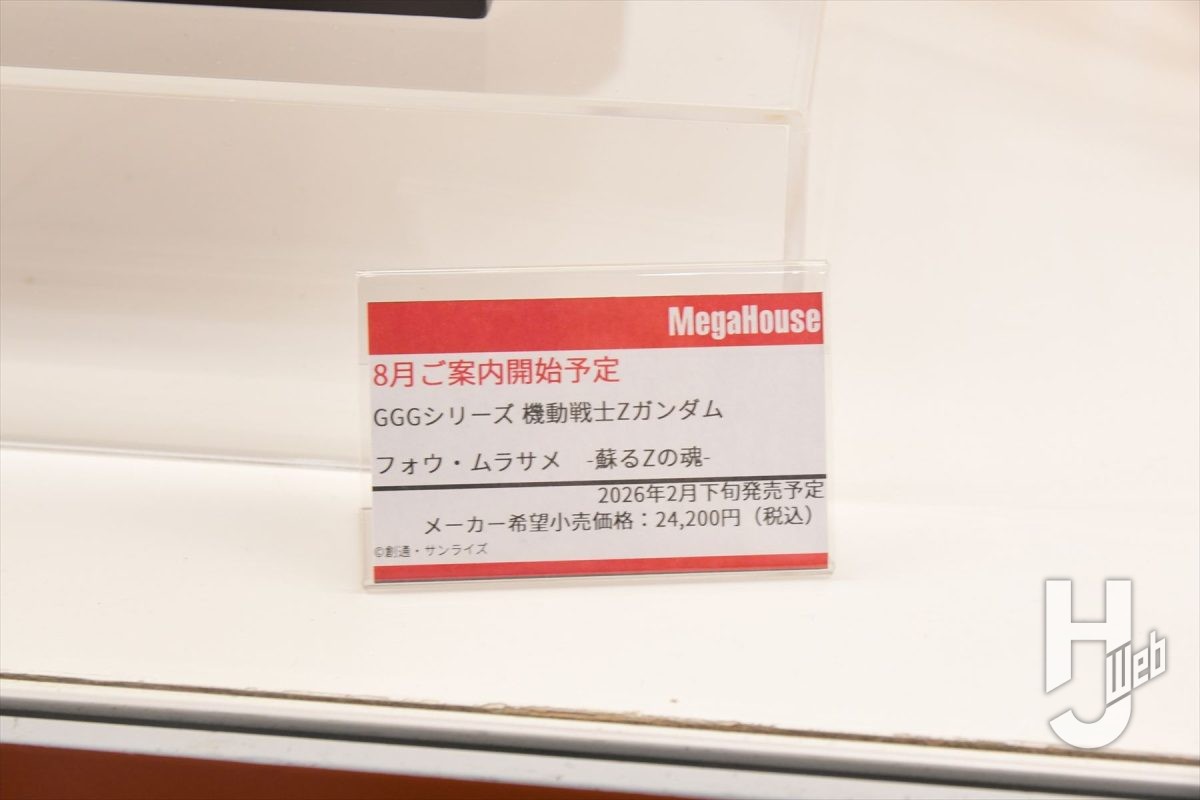 MegaHouse
8月ご案内開始予定
GGGシリーズ 機動戦士Zガンダム
フォウ・ムラサメ　-蘇るZの魂-
2026年2月下旬発売予定
メーカー希望小売価格：24,200円（税込）
©創通・サンライズ
HJ Web